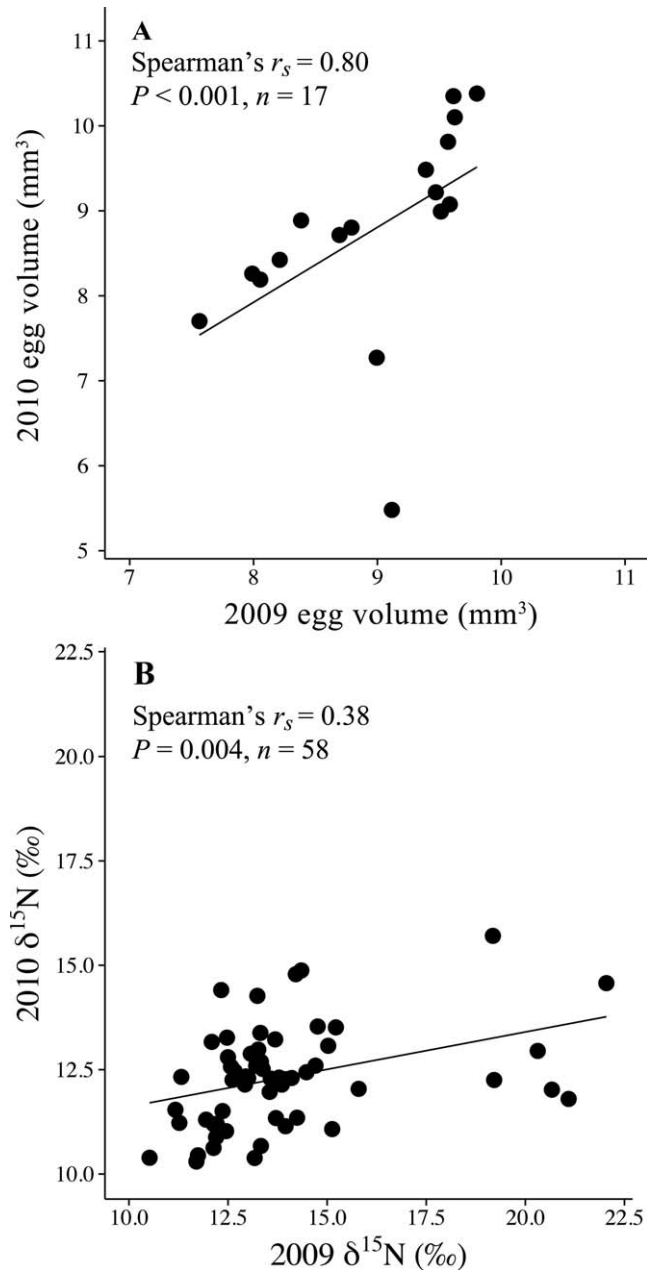 A
Spearman’s rₛ = 0.80
P < 0.001, n = 17
11
10
9
8
7
6
5
2010 egg volume (mm³)
7 8 9 10 11
2009 egg volume (mm³)
B
Spearman’s rₛ = 0.38
P = 0.004, n = 58
22.5
20.0
17.5
15.0
12.5
10.0
2010 δ¹⁵N (‰)
10.0 12.5 15.0 17.5 20.0 22.5
2009 δ¹⁵N (‰)